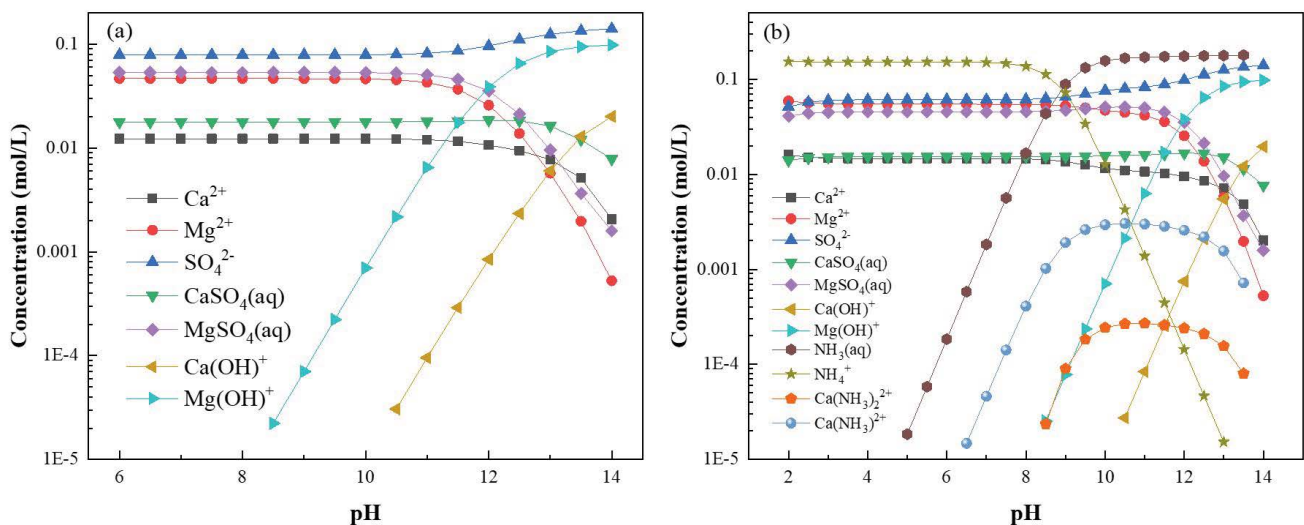 (a)
Concentration (mol/L)
0.1
0.01
0.001
1E-4
1E-5
Ca²⁺
Mg²⁺
SO₄²⁻
CaSO₄(aq)
MgSO₄(aq)
Ca(OH)⁺
Mg(OH)⁺
6 8 10 12 14
pH
(b)
Concentration (mol/L)
0.1
0.01
0.001
1E-4
1E-5
Ca²⁺
Mg²⁺
SO₄²⁻
CaSO₄(aq)
MgSO₄(aq)
Ca(OH)⁺
Mg(OH)⁺
NH₃(aq)
NH₄⁺
Ca(NH₃)₂²⁺
Ca(NH₃)²⁺
2 4 6 8 10 12 14
pH